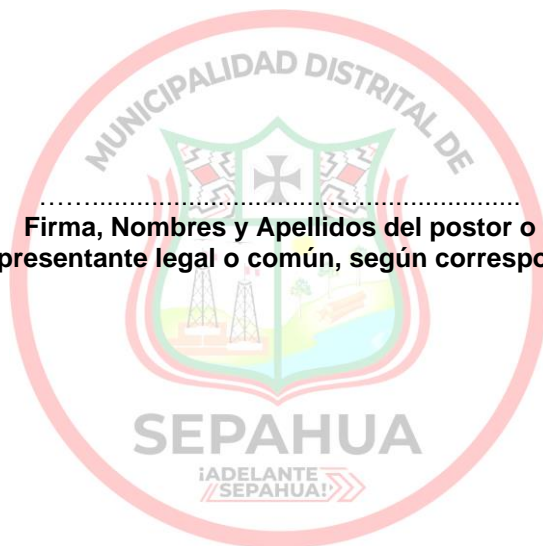 MUNICIPALIDAD DISTRITAL DE
…........................................................
Firma, Nombres y Apellidos del postor o
presentante legal o común, según correspo
SEPAHUA
¡ADELANTE
SEPAHUA!